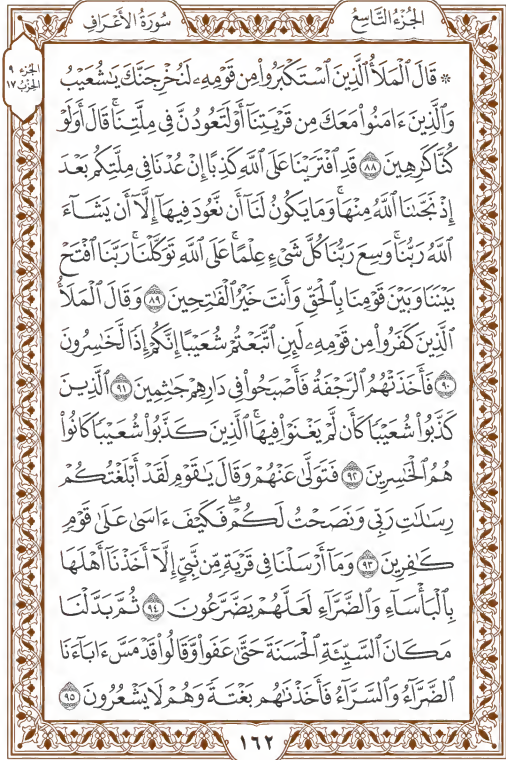 الجزء التاسع
سورة الأعراف
الجزء ٩
الحزب ١٧
۞ قَالَ ٱلْمَلَأُ ٱلَّذِينَ ٱسْتَكْبَرُوا۟ مِن قَوْمِهِۦ لَنُخْرِجَنَّكَ يَـٰشُعَيْبُ
وَٱلَّذِينَ ءَامَنُوا۟ مَعَكَ مِن قَرْيَتِنَآ أَوْ لَتَعُودُنَّ فِى مِلَّتِنَا ۚ قَالَ أَوَلَوْ
كُنَّا كَـٰرِهِينَ ٨٨ قَدِ ٱفْتَرَيْنَا عَلَى ٱللَّهِ كَذِبًا إِنْ عُدْنَا فِى مِلَّتِكُم بَعْدَ
إِذْ نَجَّىٰنَا ٱللَّهُ مِنْهَا ۚ وَمَا يَكُونُ لَنَآ أَن نَّعُودَ فِيهَآ إِلَّآ أَن يَشَآءَ
ٱللَّهُ رَبُّنَا ۚ وَسِعَ رَبُّنَا كُلَّ شَىْءٍ عِلْمًا ۚ عَلَى ٱللَّهِ تَوَكَّلْنَا ۚ رَبَّنَا ٱفْتَحْ
بَيْنَنَا وَبَيْنَ قَوْمِنَا بِٱلْحَقِّ وَأَنتَ خَيْرُ ٱلْفَـٰتِحِينَ ٨٩ وَقَالَ ٱلْمَلَأُ
ٱلَّذِينَ كَفَرُوا۟ مِن قَوْمِهِۦ لَئِنِ ٱتَّبَعْتُمْ شُعَيْبًا إِنَّكُمْ إِذًا لَّخَـٰسِرُونَ
٩٠ فَأَخَذَتْهُمُ ٱلرَّجْفَةُ فَأَصْبَحُوا۟ فِى دَارِهِمْ جَـٰثِمِينَ ٩١ ٱلَّذِينَ
كَذَّبُوا۟ شُعَيْبًا كَأَن لَّمْ يَغْنَوْا۟ فِيهَا ۚ ٱلَّذِينَ كَذَّبُوا۟ شُعَيْبًا كَانُوا۟
هُمُ ٱلْخَـٰسِرِينَ ٩٢ فَتَوَلَّىٰ عَنْهُمْ وَقَالَ يَـٰقَوْمِ لَقَدْ أَبْلَغْتُكُمْ
رِسَـٰلَـٰتِ رَبِّى وَنَصَحْتُ لَكُمْ ۖ فَكَيْفَ ءَاسَىٰ عَلَىٰ قَوْمٍ
كَـٰفِرِينَ ٩٣ وَمَآ أَرْسَلْنَا فِى قَرْيَةٍ مِّن نَّبِىٍّ إِلَّآ أَخَذْنَآ أَهْلَهَا
بِٱلْبَأْسَآءِ وَٱلضَّرَّآءِ لَعَلَّهُمْ يَضَّرَّعُونَ ٩٤ ثُمَّ بَدَّلْنَا
مَكَانَ ٱلسَّيِّئَةِ ٱلْحَسَنَةَ حَتَّىٰ عَفَوا۟ وَّقَالُوا۟ قَدْ مَسَّ ءَابَآءَنَا
ٱلضَّرَّآءُ وَٱلسَّرَّآءُ فَأَخَذْنَـٰهُم بَغْتَةً وَهُمْ لَا يَشْعُرُونَ ٩٥
١٦٢